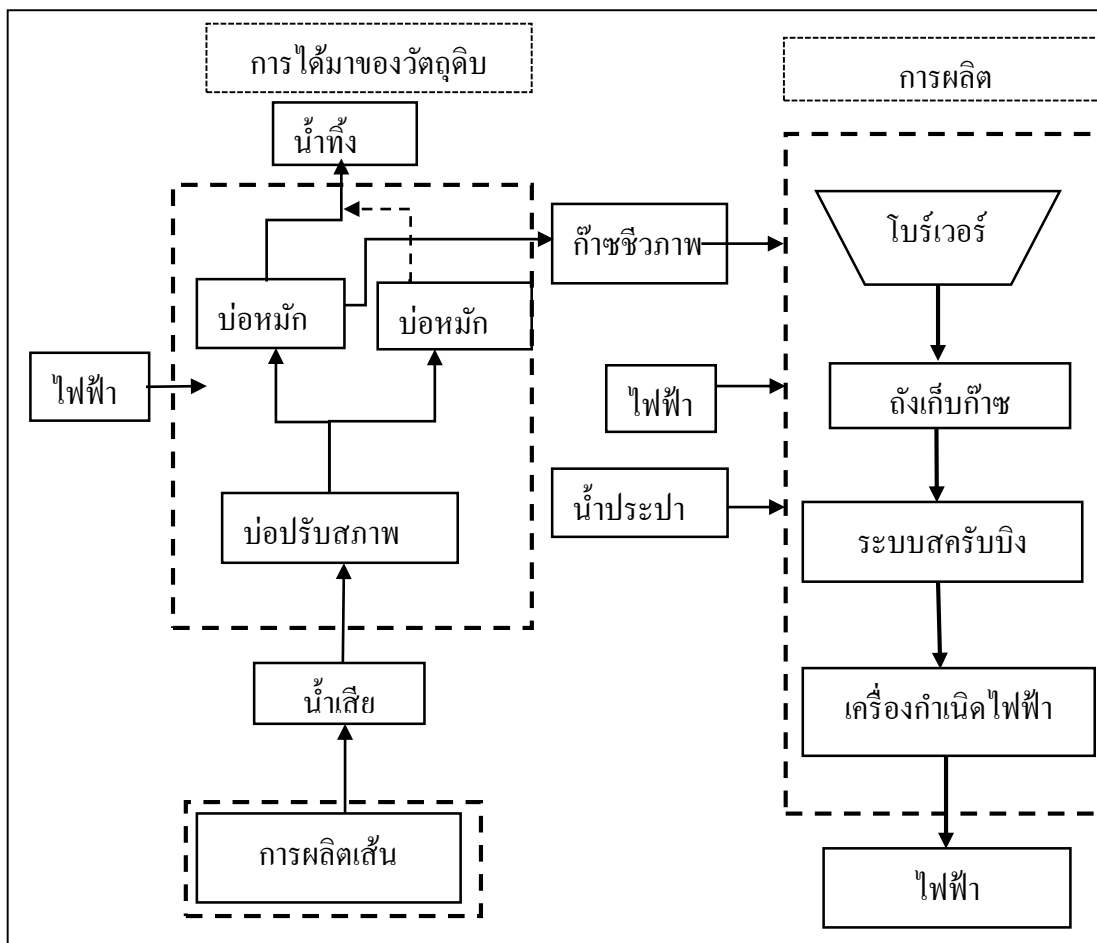 การได้มาของวัตถุดิบ
การผลิต
น้ำทิ้ง
ก๊าซชีวภาพ
โบร์เวอร์
บ่อหมัก
บ่อหมัก
ไฟฟ้า
ไฟฟ้า
ถังเก็บก๊าซ
น้ำประปา
บ่อปรับสภาพ
ระบบสครับบิง
น้ำเสีย
เครื่องกำเนิดไฟฟ้า
การผลิตเส้น
ไฟฟ้า